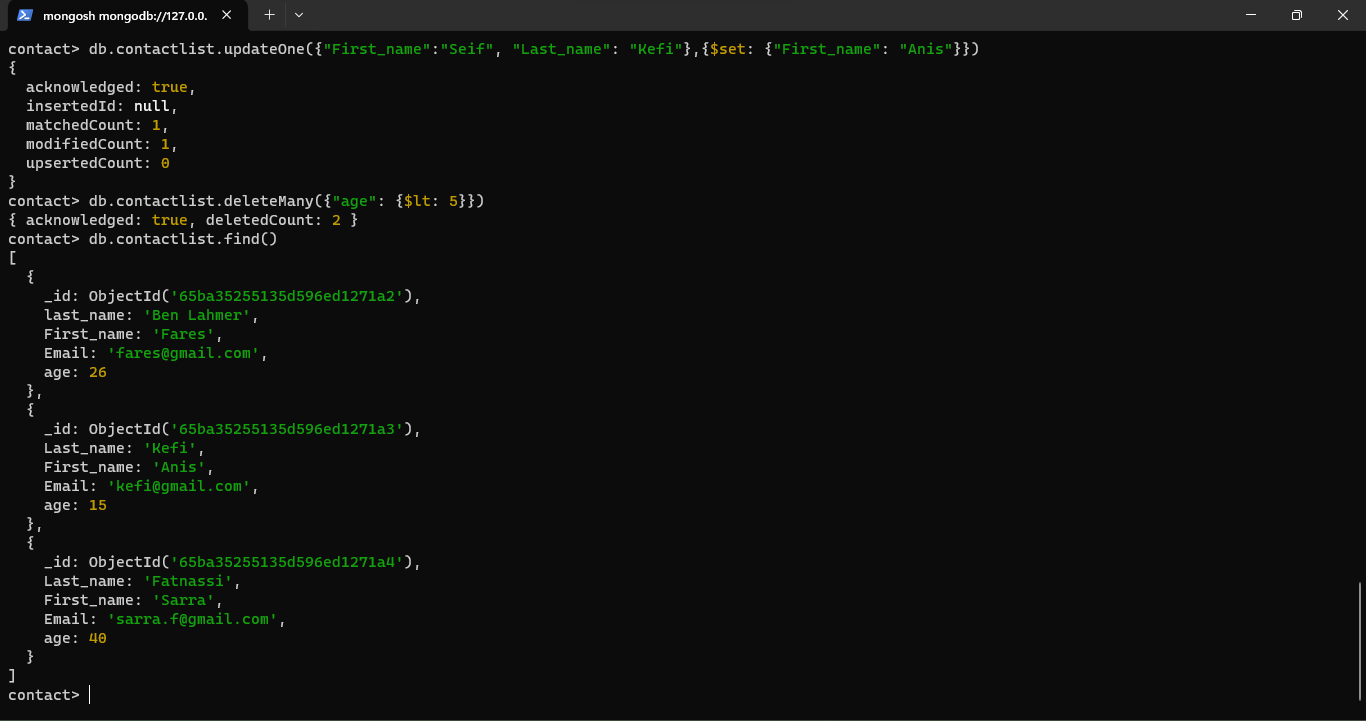 mongosh mongodb://127.0.0.
contact> db.contactlist.updateOne({"First_name":"Seif", "Last_name": "Kefi"},{$set: {"First_name": "Anis"}})
{
  acknowledged: true,
  insertedId: null,
  matchedCount: 1,
  modifiedCount: 1,
  upsertedCount: 0
}
contact> db.contactlist.deleteMany({"age": {$lt: 5}})
{ acknowledged: true, deletedCount: 2 }
contact> db.contactlist.find()
[
  {
    _id: ObjectId('65ba35255135d596ed1271a2'),
    last_name: 'Ben Lahmer',
    First_name: 'Fares',
    Email: 'fares@gmail.com',
    age: 26
  },
  {
    _id: ObjectId('65ba35255135d596ed1271a3'),
    Last_name: 'Kefi',
    First_name: 'Anis',
    Email: 'kefi@gmail.com',
    age: 15
  },
  {
    _id: ObjectId('65ba35255135d596ed1271a4'),
    Last_name: 'Fatnassi',
    First_name: 'Sarra',
    Email: 'sarra.f@gmail.com',
    age: 40
  }
]
contact>